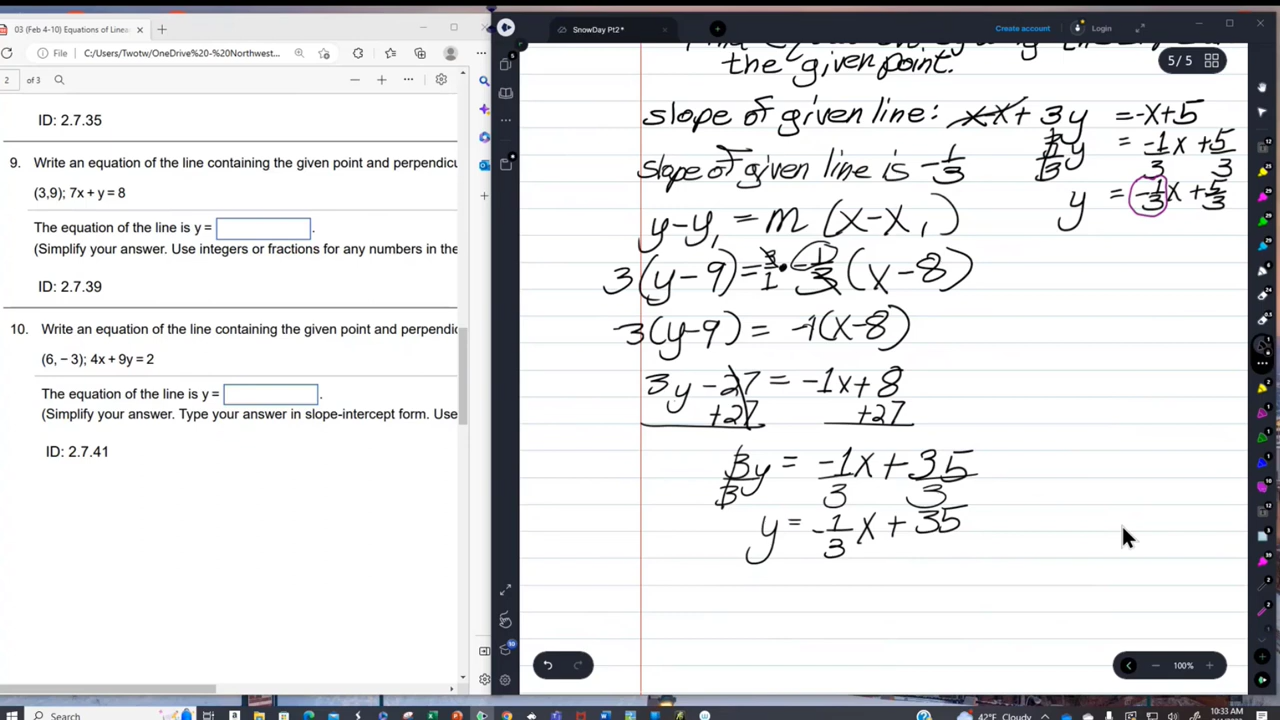 03 (Feb 4-10) Equations of Linea
SnowDay Pt2*
Create account
Login
File
C:/Users/Twotw/OneDrive%20-%20Northwest...
2 of 3
5 / 5
the given point.
ID: 2.7.35
slope of given line: x+x + 3y = -x+5
3y/3 = -1x/3 + 5/3
9. Write an equation of the line containing the given point and perpendicu
(3,9); 7x + y = 8
slope of given line is -1/3
y = -1/3x + 5/3
The equation of the line is y =
(Simplify your answer. Use integers or fractions for any numbers in the
y-y₁ = m (x-x₁)
ID: 2.7.39
3(y-9) = 3/1 • -1/3 (x-8)
10. Write an equation of the line containing the given point and perpendic
(6, − 3); 4x + 9y = 2
3(y-9) = -1(x-8)
The equation of the line is y =
(Simplify your answer. Type your answer in slope-intercept form. Use
3y -27 = -1x+8
+27 +27
ID: 2.7.41
3y/3 = -1x/3 + 35/3
y = -1/3x + 35
100%
Search
42°F Cloudy
10:33 AM